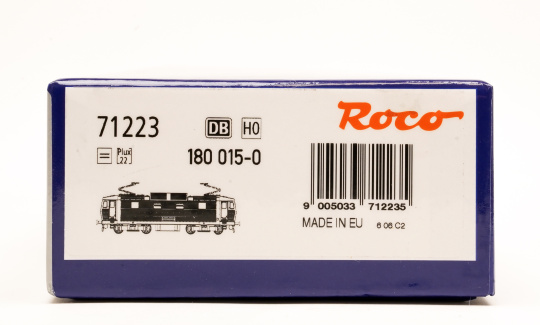 71223
DB
H0
Roco
=
Plux
22
180 015-0
9 005033 712235
MADE IN EU
6 06 C2